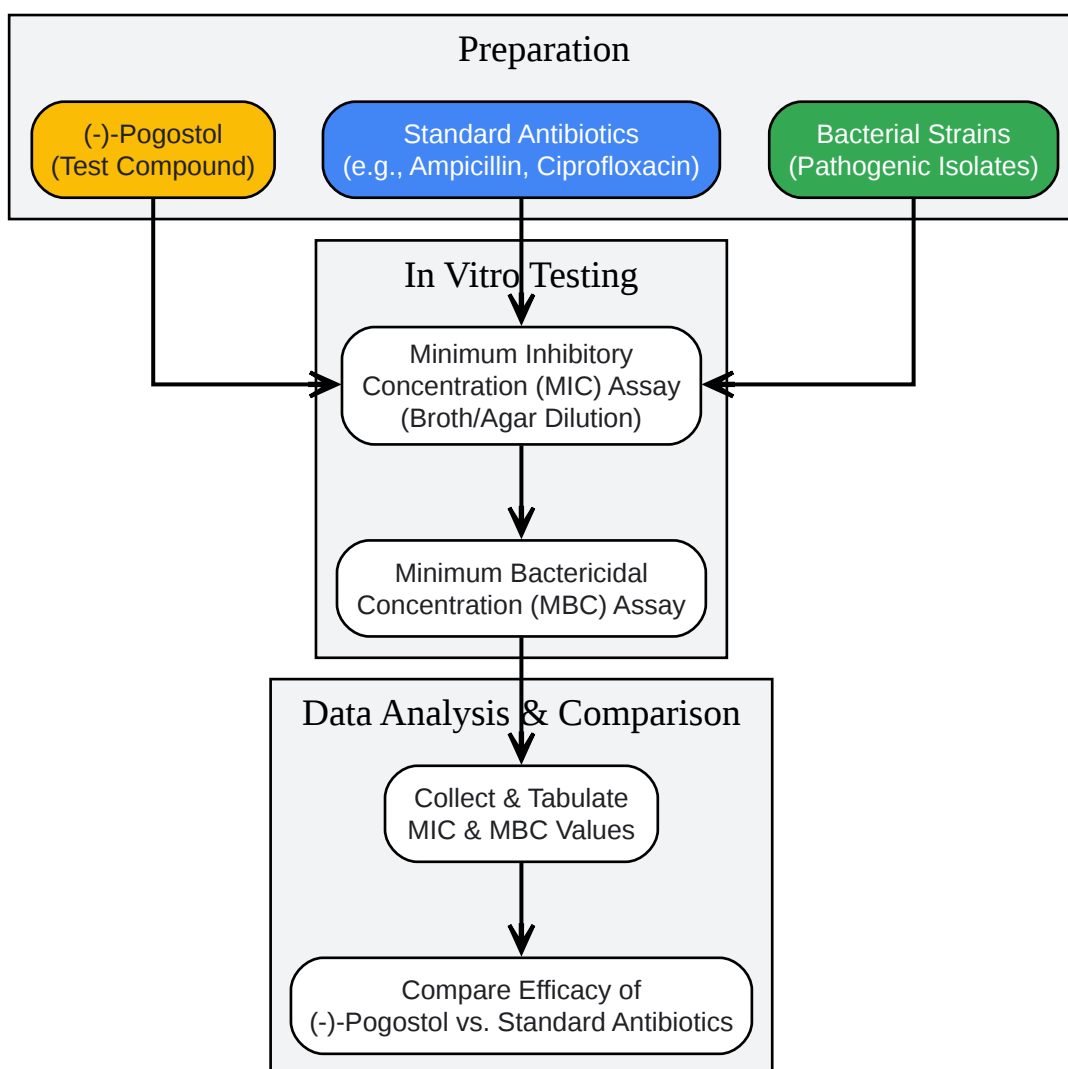 Preparation
(-)-Pogostol
(Test Compound)
Standard Antibiotics
(e.g., Ampicillin, Ciprofloxacin)
Bacterial Strains
(Pathogenic Isolates)
In Vitro Testing
Minimum Inhibitory
Concentration (MIC) Assay
(Broth/Agar Dilution)
Minimum Bactericidal
Concentration (MBC) Assay
Data Analysis & Comparison
Collect & Tabulate
MIC & MBC Values
Compare Efficacy of
(-)-Pogostol vs. Standard Antibiotics